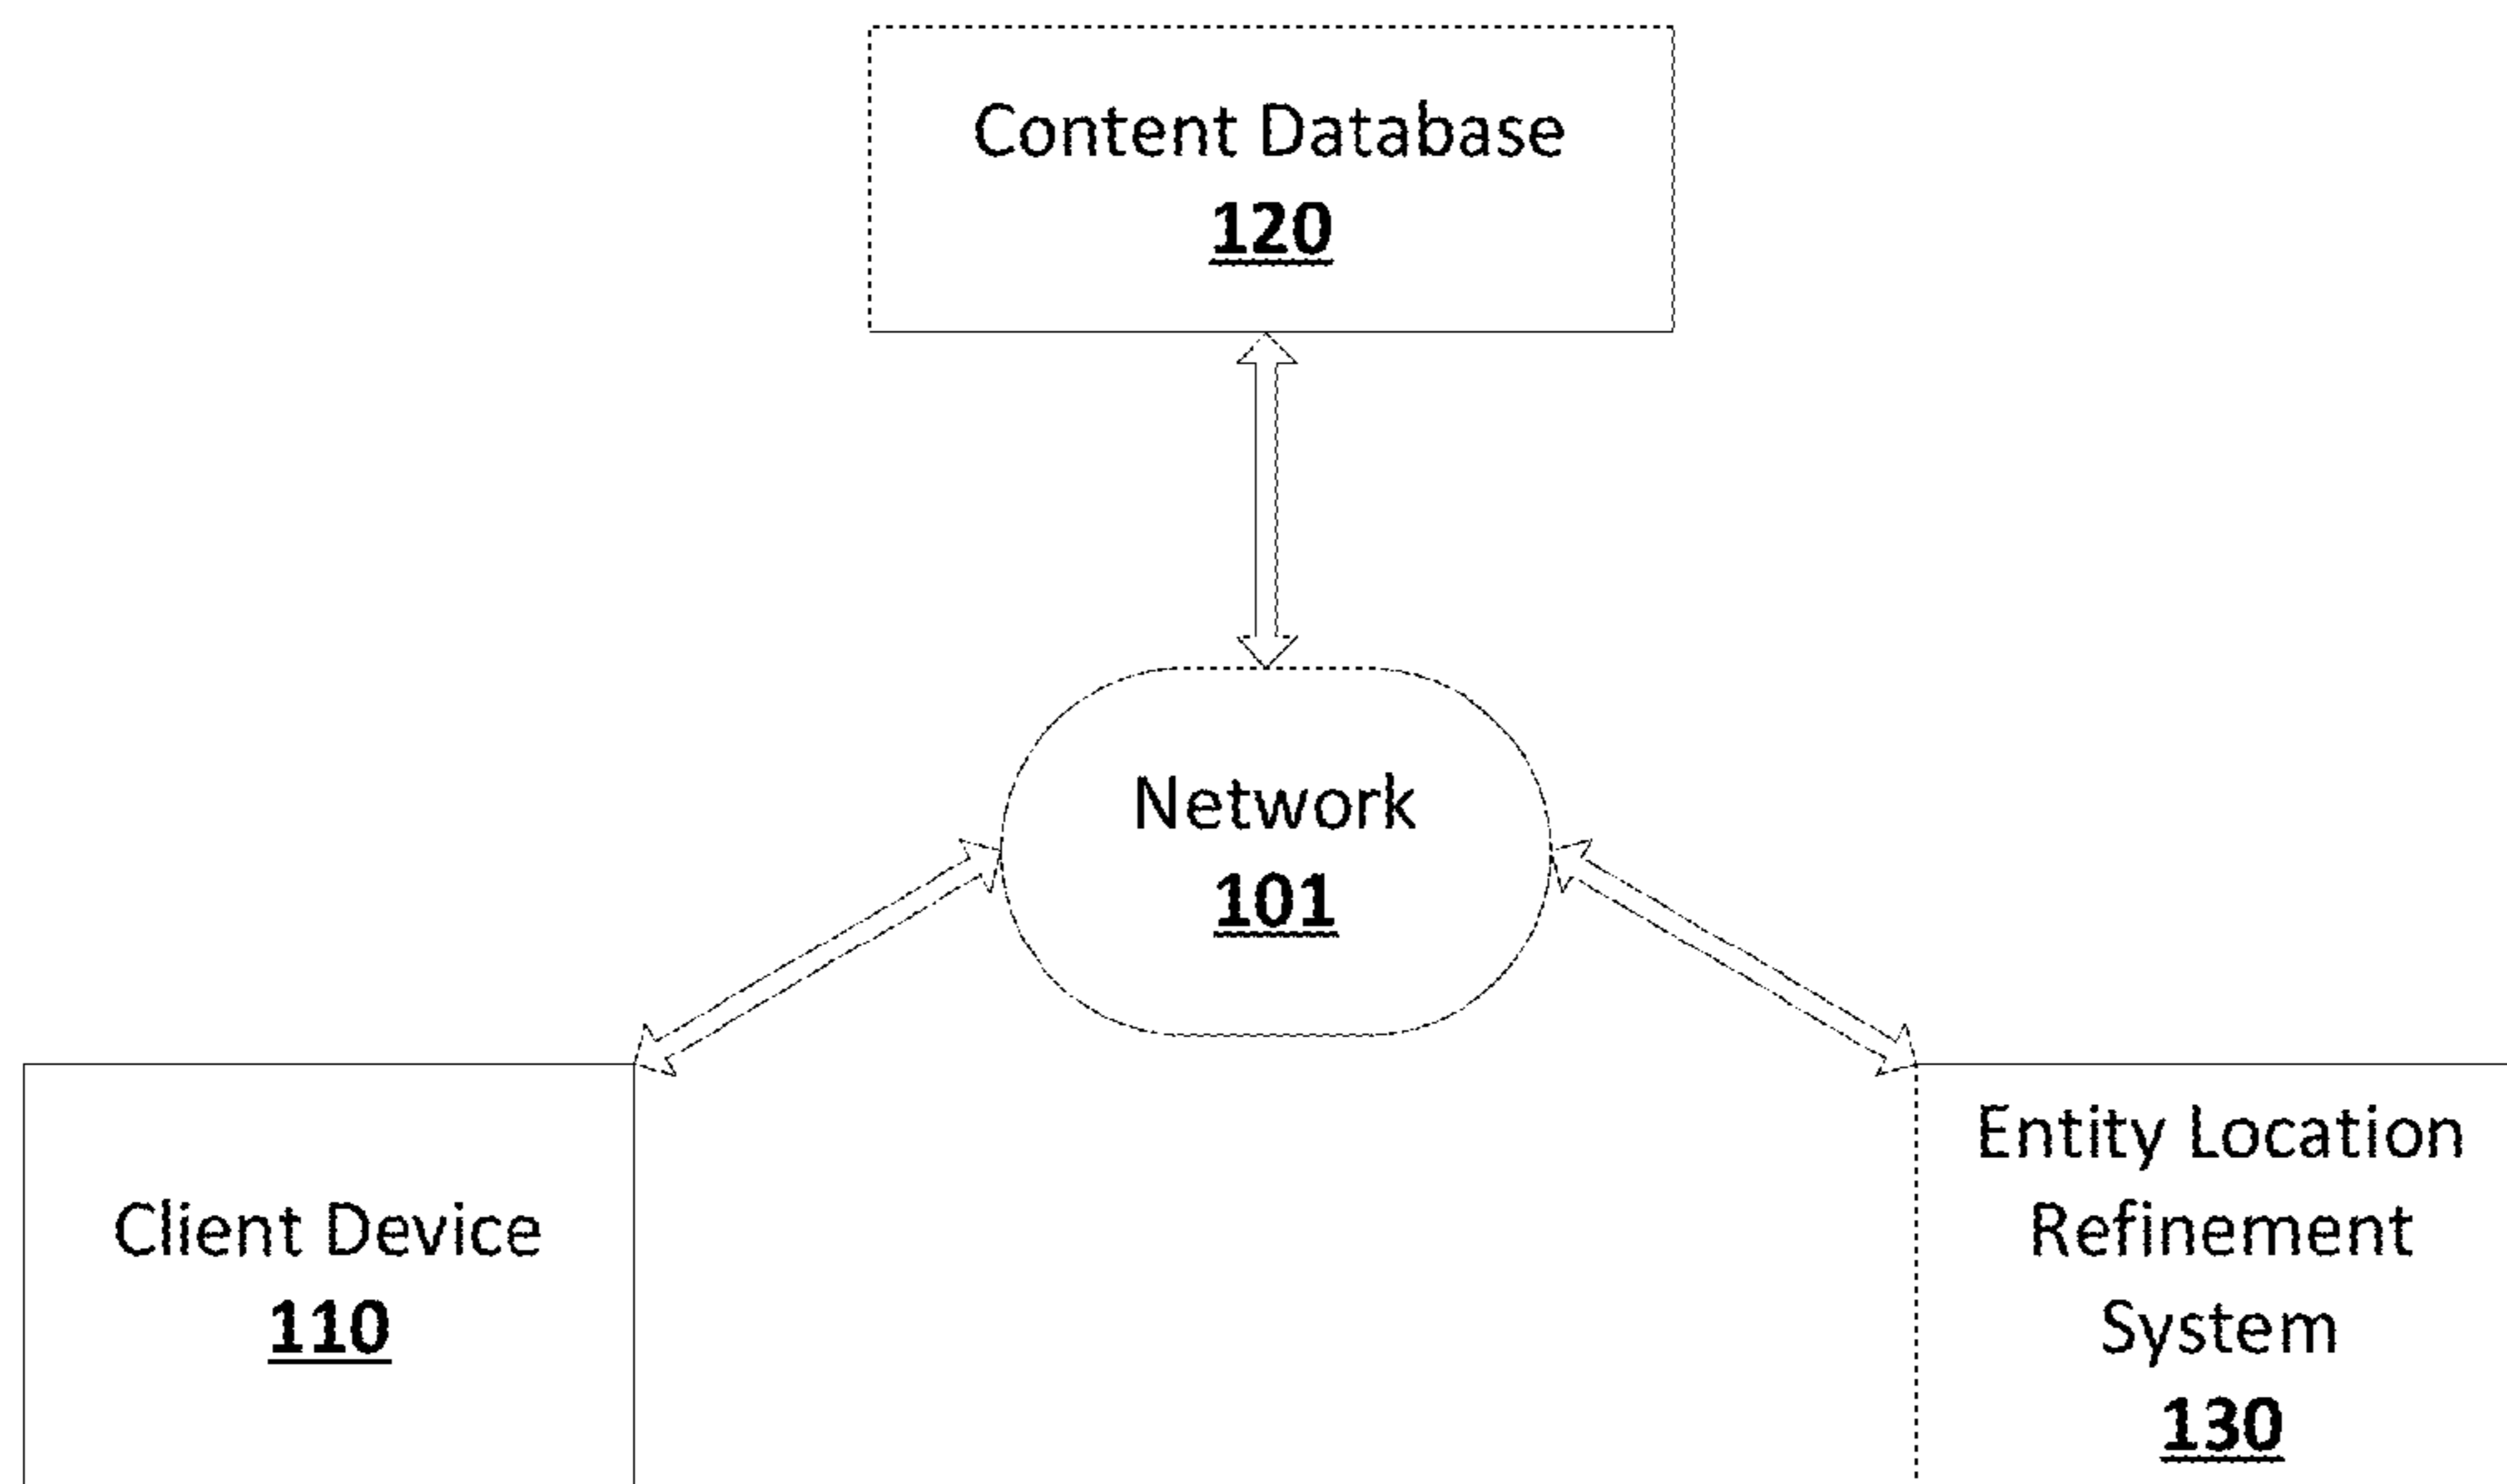 Content Database
120
Network
101
Client Device
110
Entity Location
Refinement
System
130